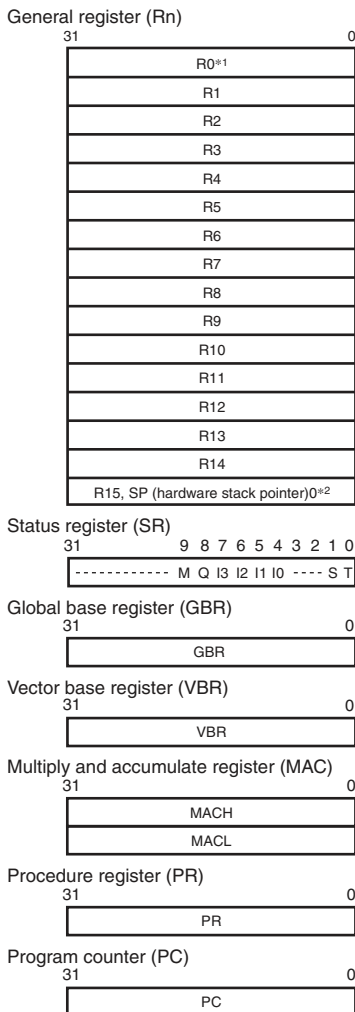 General register (Rn)
31 0
R0*1
R1
R2
R3
R4
R5
R6
R7
R8
R9
R10
R11
R12
R13
R14
R15, SP (hardware stack pointer)0*2
Status register (SR)
31 9 8 7 6 5 4 3 2 1 0
------------ M Q I3 I2 I1 I0 ---- S T
Global base register (GBR)
31 0
GBR
Vector base register (VBR)
31 0
VBR
Multiply and accumulate register (MAC)
31 0
MACH
MACL
Procedure register (PR)
31 0
PR
Program counter (PC)
31 0
PC